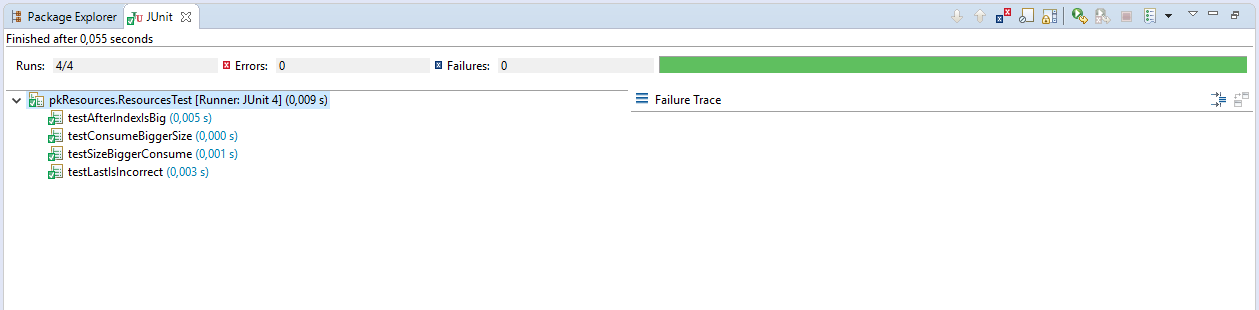 Package Explorer JUnit
Finished after 0,055 seconds
Runs: 4/4 Errors: 0 Failures: 0
pkResources.ResourcesTest [Runner: JUnit 4] (0,009 s) Failure Trace
testAfterIndexIsBig (0,005 s)
testConsumeBiggerSize (0,000 s)
testSizeBiggerConsume (0,001 s)
testLastIsIncorrect (0,003 s)